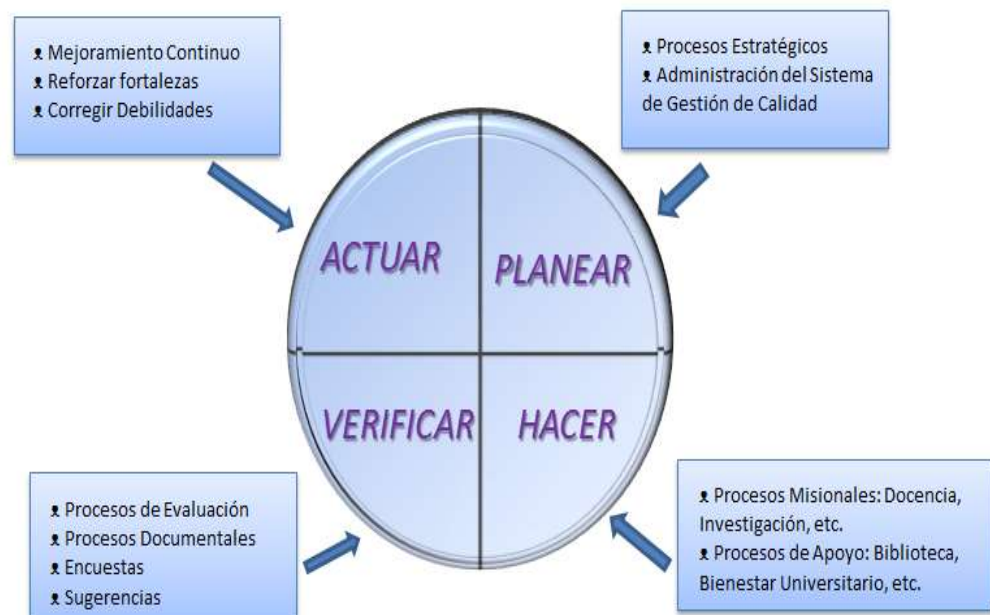 ᴥ Mejoramiento Continuo
ᴥ Reforzar fortalezas
ᴥ Corregir Debilidades
ᴥ Procesos Estratégicos
ᴥ Administración del Sistema
de Gestión de Calidad
ACTUAR
PLANEAR
VERIFICAR
HACER
ᴥ Procesos de Evaluación
ᴥ Procesos Documentales
ᴥ Encuestas
ᴥ Sugerencias
ᴥ Procesos Misionales: Docencia,
Investigación, etc.
ᴥ Procesos de Apoyo: Biblioteca,
Bienestar Universitario, etc.